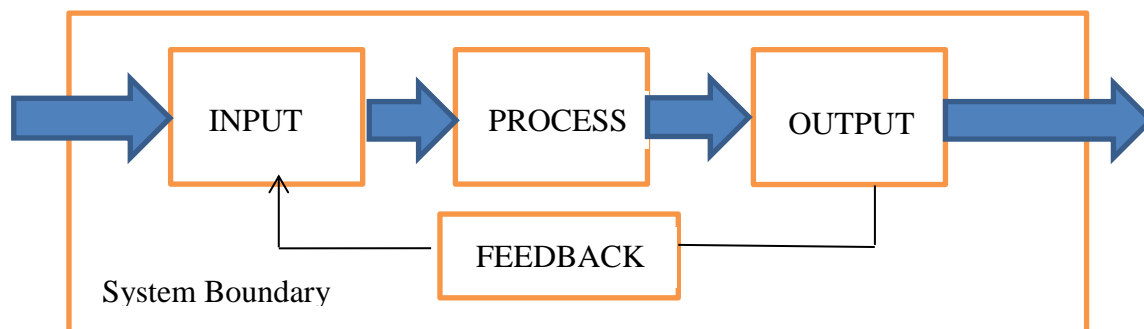 INPUT
PROCESS
OUTPUT
FEEDBACK
System Boundary